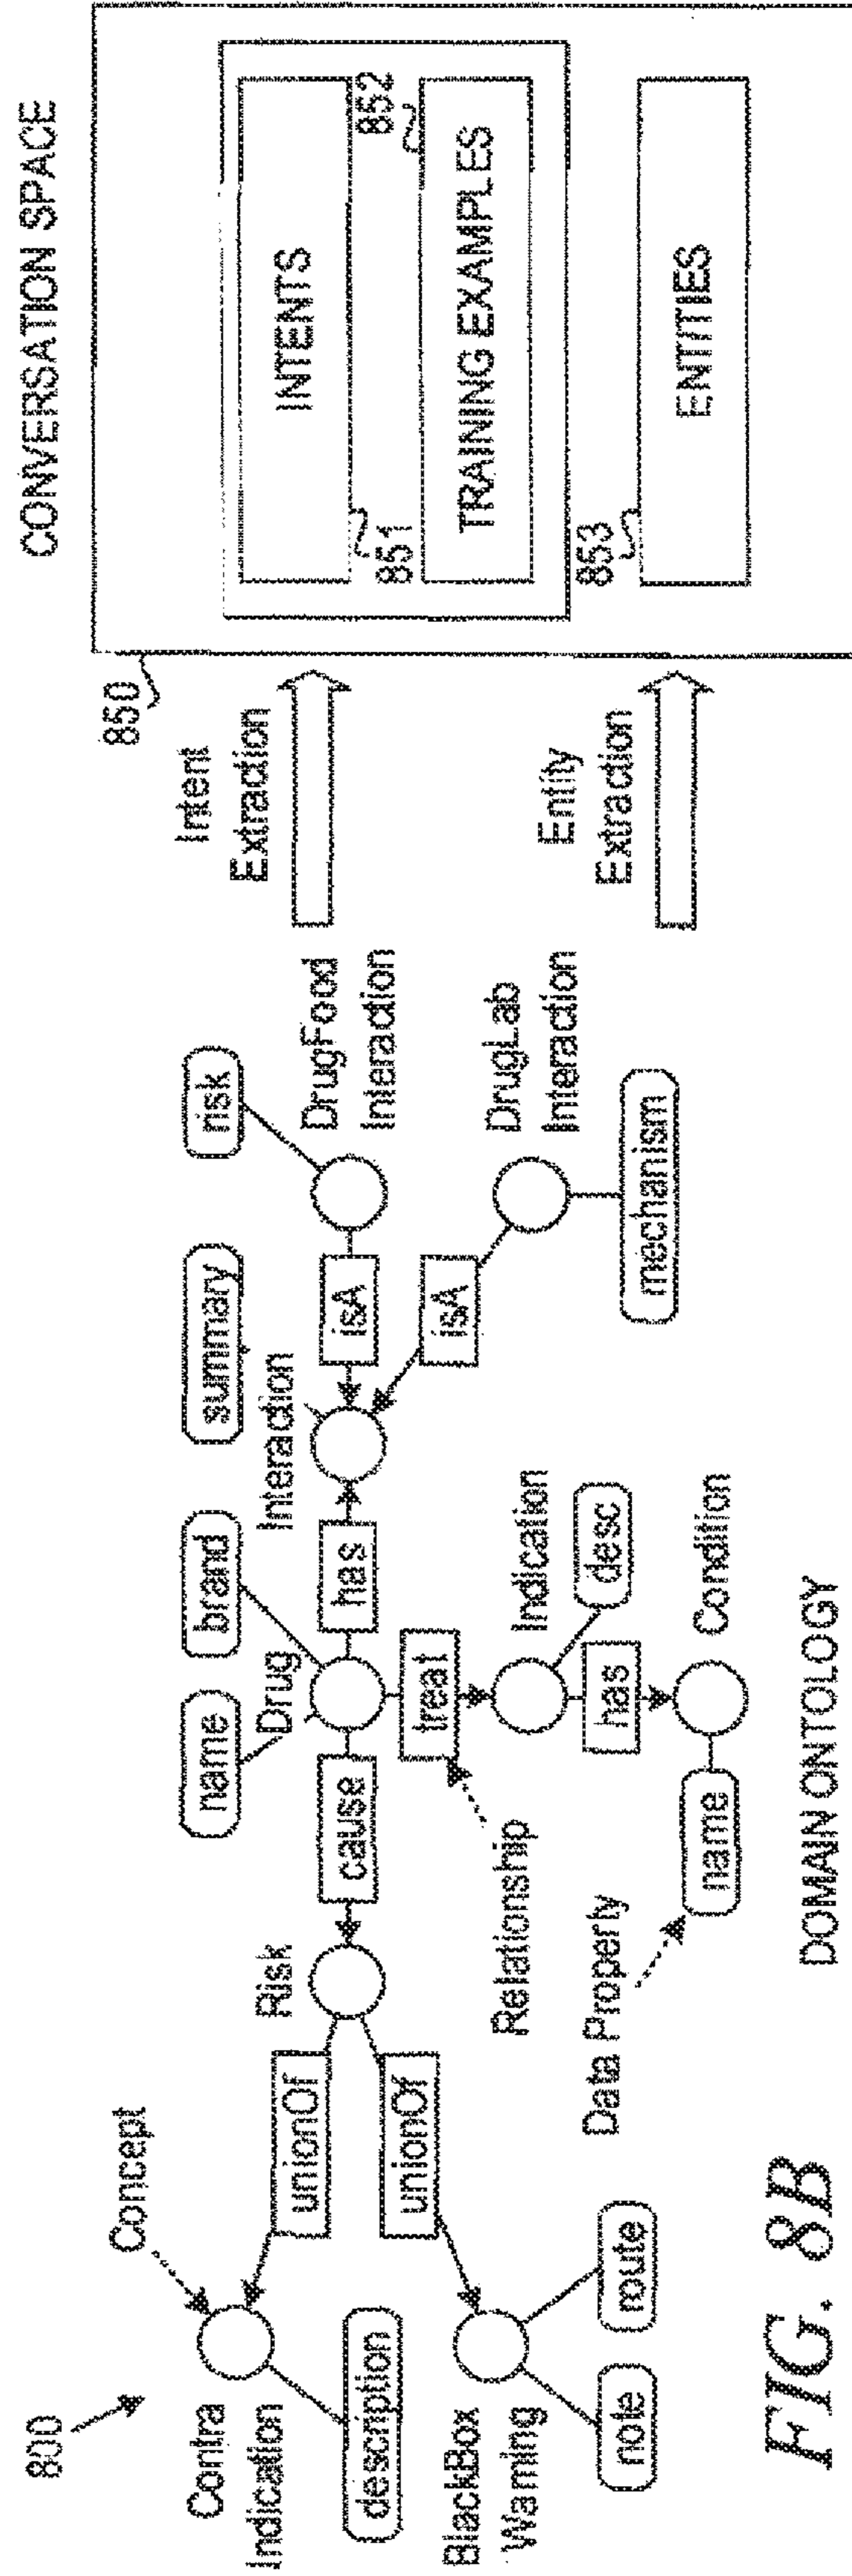 800
Concept
Contra
Indication
description
BlackBox
Warning
note
route
unionOf
unionOf
Risk
cause
name
brand
Drug
has
summary
Interaction
isA
isA
risk
DrugFood
Interaction
DrugLab
Interaction
mechanism
treat
Relationship
Indication
desc
has
Condition
Data Property
name
DOMAIN ONTOLOGY
Intent
Extraction
Entity
Extraction
CONVERSATION SPACE
850
INTENTS
851
852
TRAINING EXAMPLES
853
ENTITIES
FIG. 8B